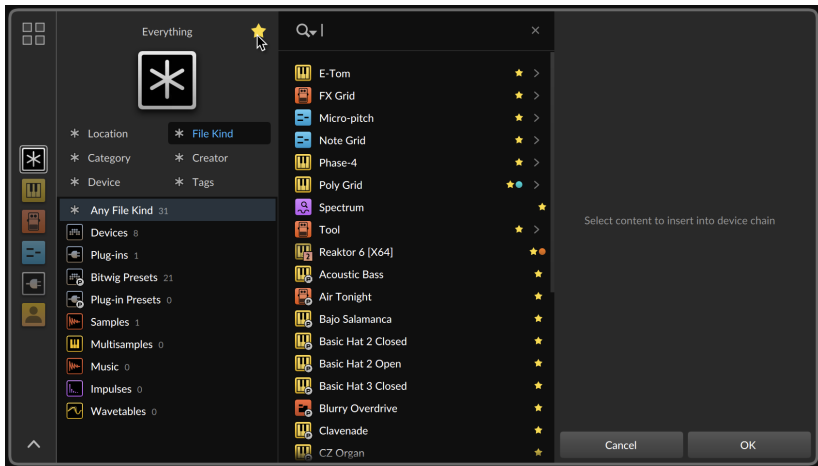 Everything
Location
File Kind
Category
Creator
Device
Tags
Any File Kind 31
Devices 8
Plug-ins 1
Bitwig Presets 21
Plug-in Presets 0
Samples 1
Multisamples 0
Music 0
Impulses 0
Wavetables 0
E-Tom
FX Grid
Micro-pitch
Note Grid
Phase-4
Poly Grid
Spectrum
Tool
Reaktor 6 [X64]
Acoustic Bass
Air Tonight
Bajo Salamanca
Basic Hat 2 Closed
Basic Hat 2 Open
Basic Hat 3 Closed
Blurry Overdrive
Clavenade
CZ Organ
Select content to insert into device chain
Cancel
OK